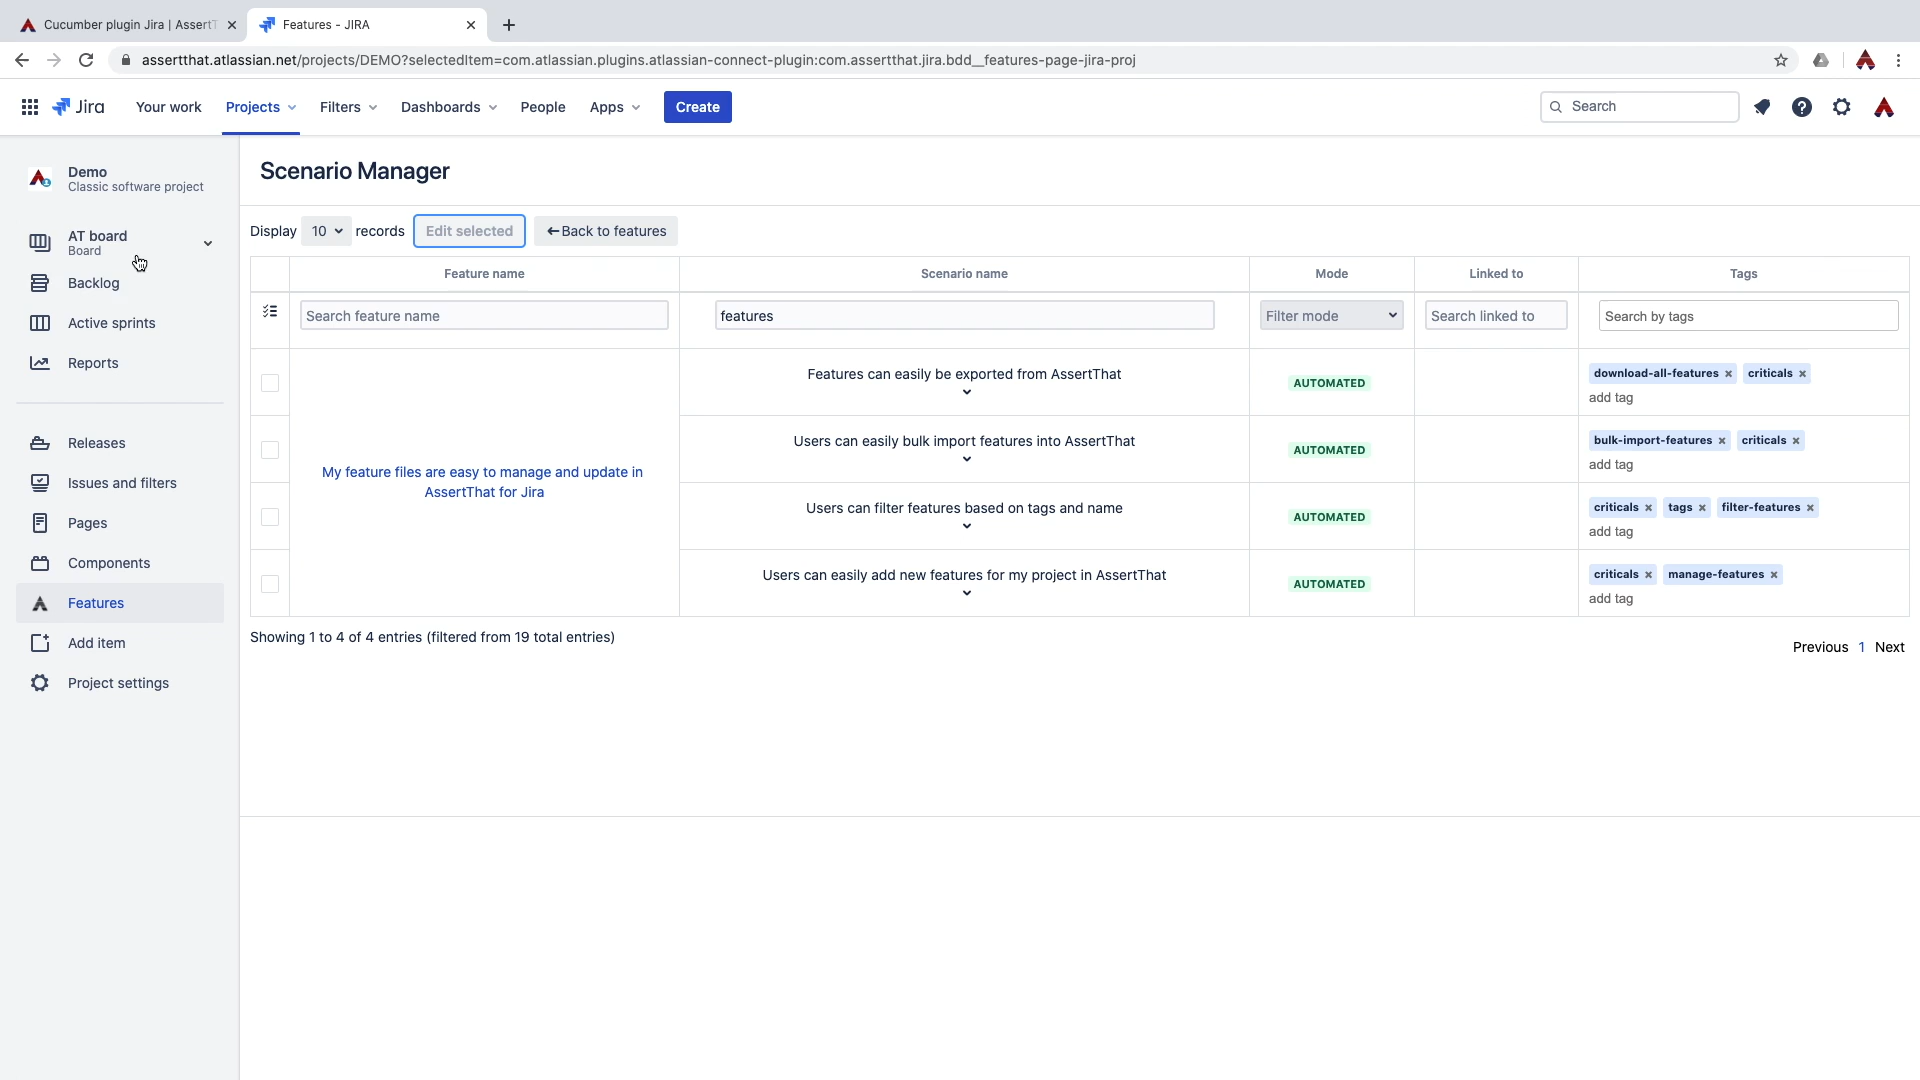 Cucumber plugin Jira | AssertT
Features - JIRA
assertthat.atlassian.net/projects/DEMO?selectedItem=com.atlassian.plugins.atlassian-connect-plugin:com.assertthat.jira.bdd__features-page-jira-proj
Jira Your work Projects Filters Dashboards People Apps Create Search
Demo
Classic software project
AT board
Board
Backlog
Active sprints
Reports
Releases
Issues and filters
Pages
Components
Features
Add item
Project settings
Scenario Manager
Display 10 records Edit selected ←Back to features
Feature name Scenario name Mode Linked to Tags
Search feature name features Filter mode Search linked to Search by tags
My feature files are easy to manage and update in
AssertThat for Jira
Features can easily be exported from AssertThat AUTOMATED download-all-features × criticals ×
add tag
Users can easily bulk import features into AssertThat AUTOMATED bulk-import-features × criticals ×
add tag
Users can filter features based on tags and name AUTOMATED criticals × tags × filter-features ×
add tag
Users can easily add new features for my project in AssertThat AUTOMATED criticals × manage-features ×
add tag
Showing 1 to 4 of 4 entries (filtered from 19 total entries)
Previous 1 Next